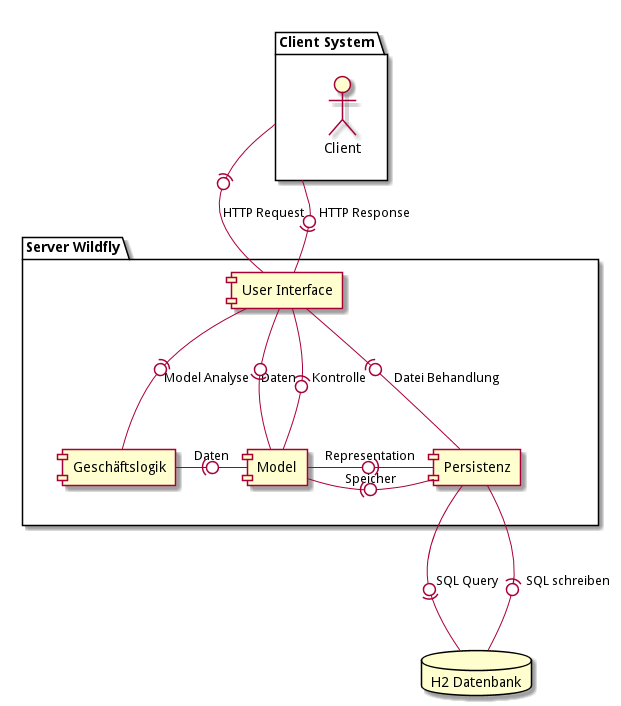 Client System
Client
HTTP Request
HTTP Response
Server Wildfly
User Interface
Model Analyse
Daten
Kontrolle
Datei Behandlung
Geschäftslogik
Daten
Model
Representation
Speicher
Persistenz
SQL Query
SQL schreiben
H2 Datenbank